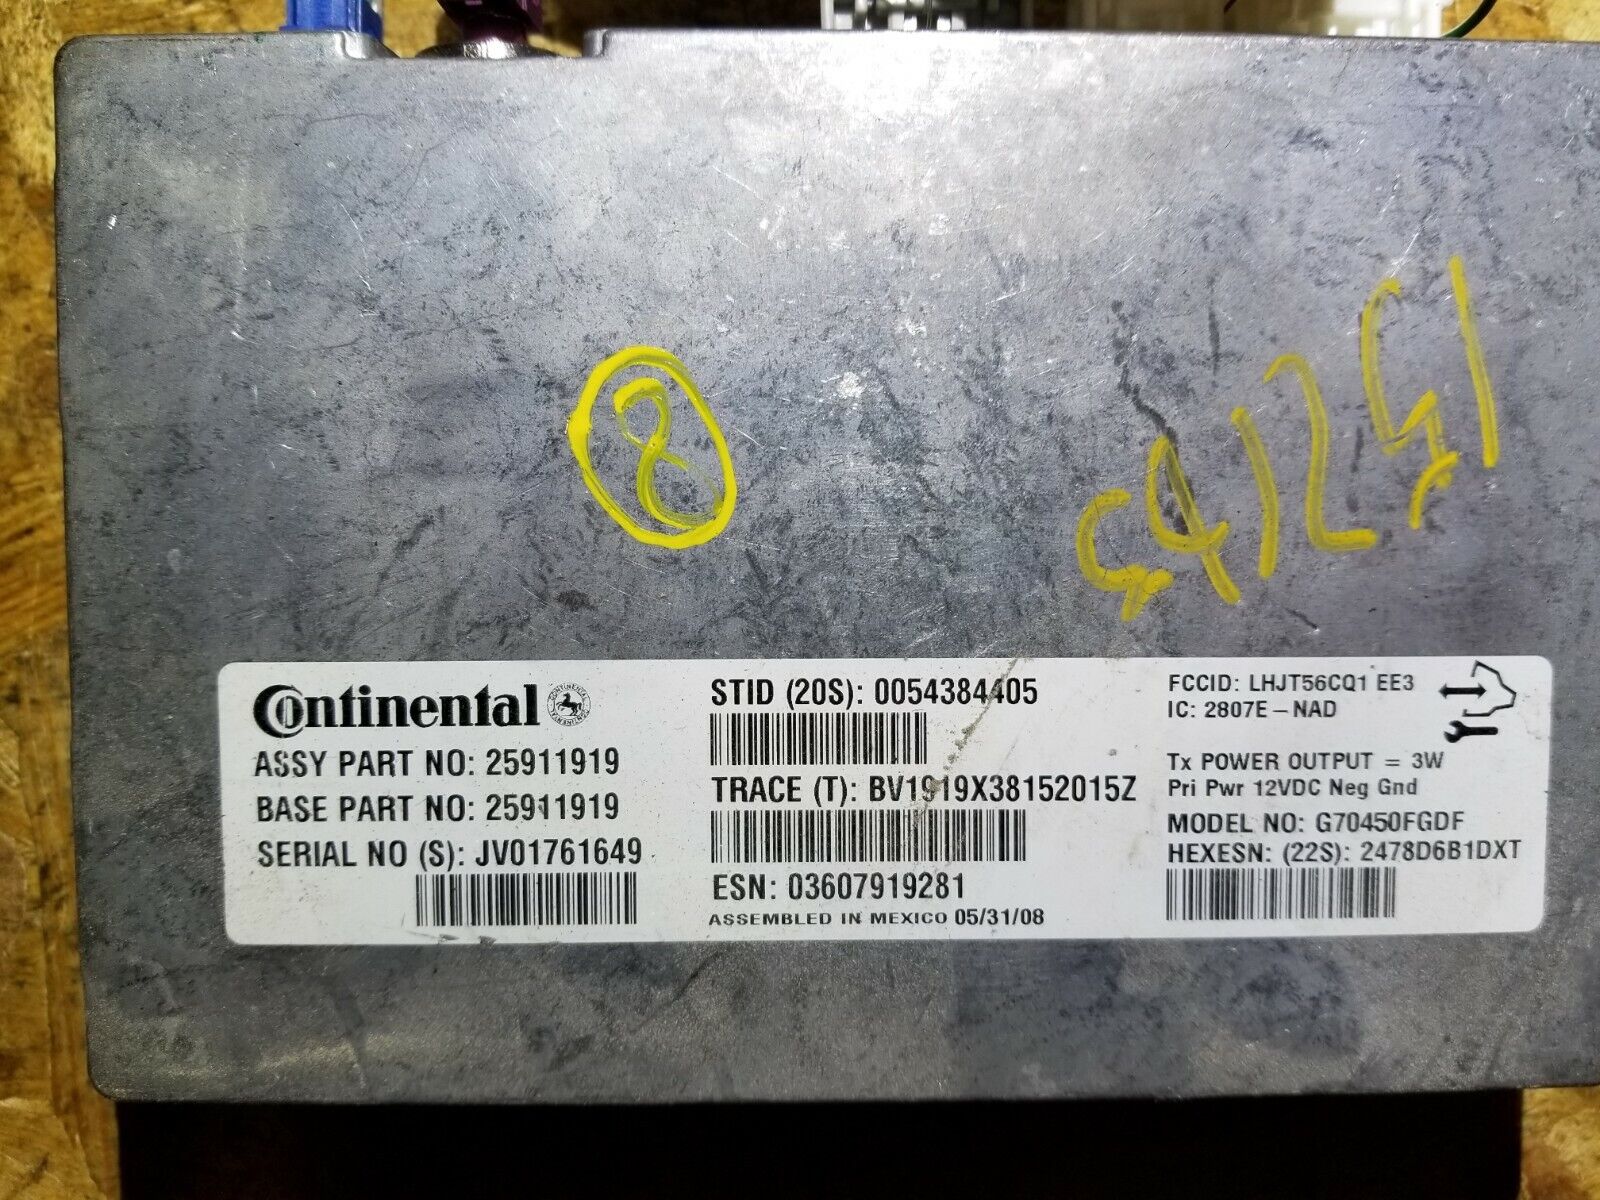 8
S41251
Continental
CONTINENTAL
ASSY PART NO: 25911919
BASE PART NO: 25911919
SERIAL NO (S): JV01761649
STID (20S): 0054384405
TRACE (T): BV1919X38152015Z
ESN: 03607919281
ASSEMBLED IN MEXICO 05/31/08
FCCID: LHJT56CQ1 EE3
IC: 2807E – NAD
Tx POWER OUTPUT = 3W
Pri Pwr 12VDC Neg Gnd
MODEL NO: G70450FGDF
HEXESN: (22S): 2478D6B1DXT